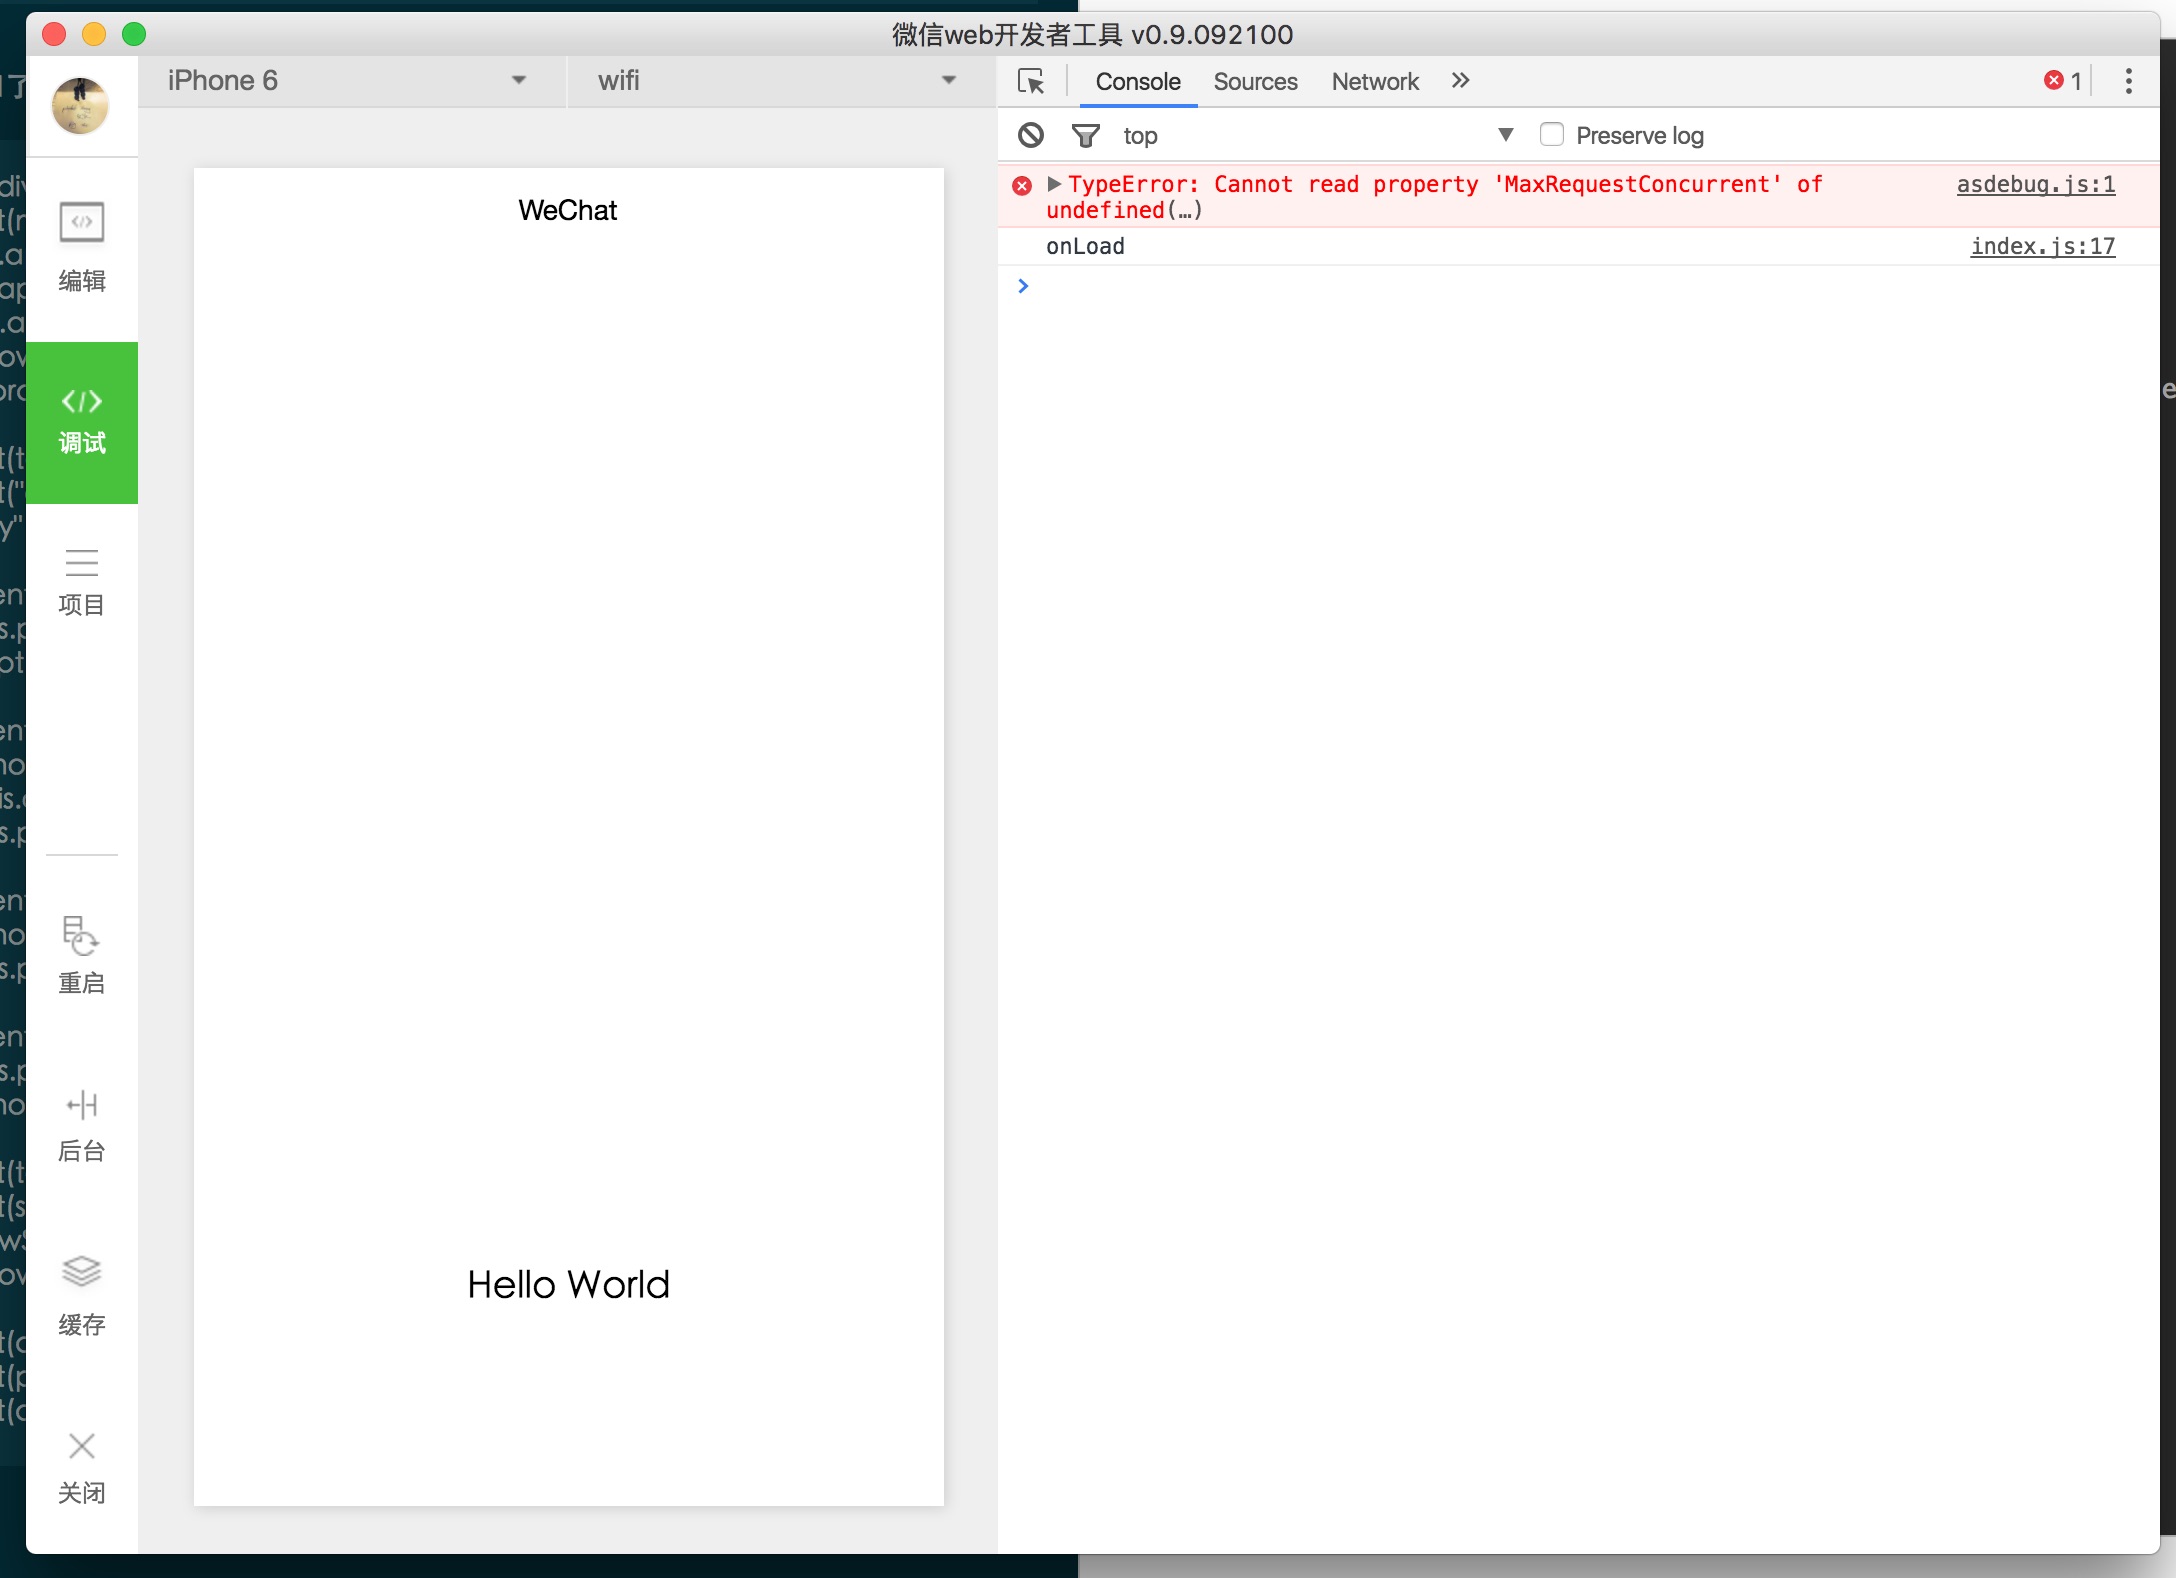 微信web开发者工具 v0.9.092100
iPhone 6
wifi
编辑
调试
项目
重启
后台
缓存
关闭
WeChat
Hello World
Console Sources Network
1
top
Preserve log
TypeError: Cannot read property 'MaxRequestConcurrent' of asdebug.js:1
undefined(…)
onLoad index.js:17